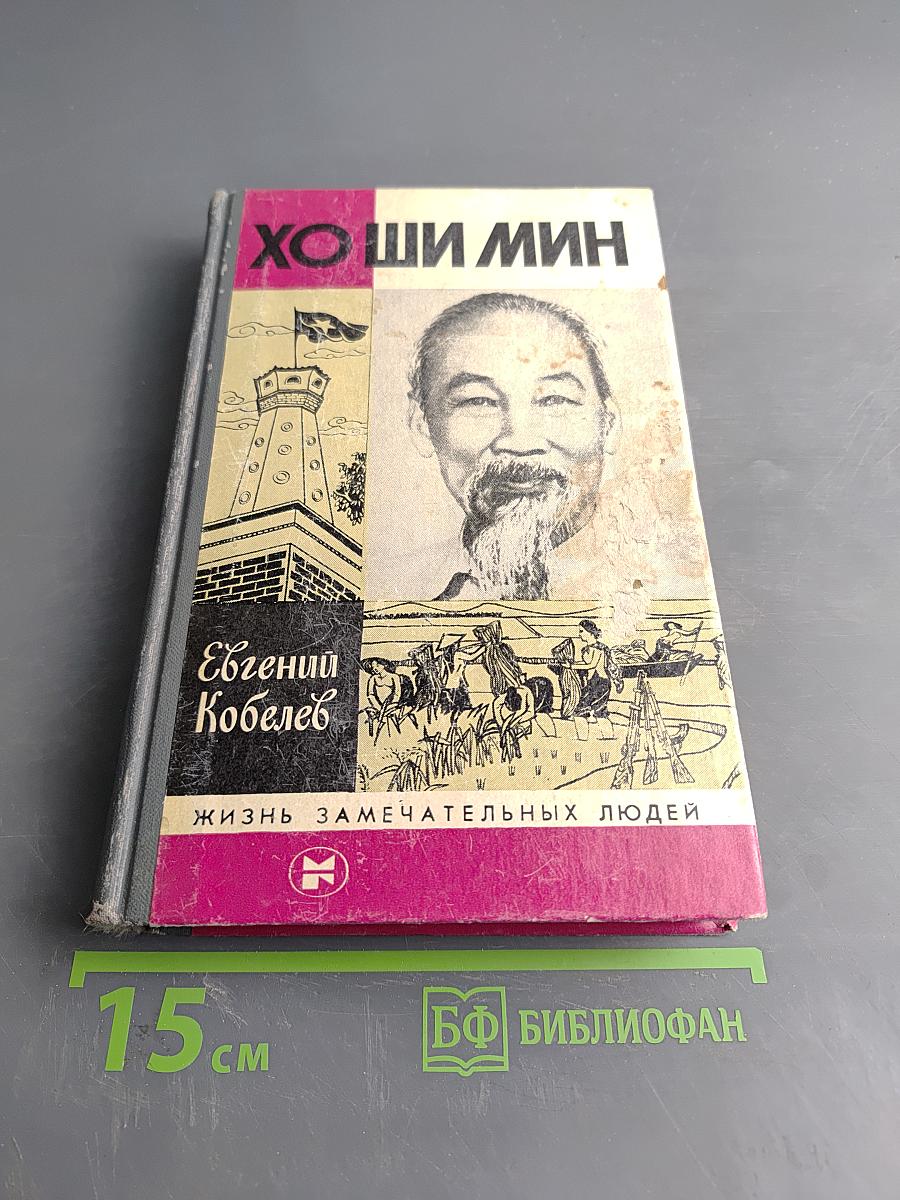 ХО ШИ МИН
Евгений
Кобелев
ЖИЗНЬ ЗАМЕЧАТЕЛЬНЫХ ЛЮДЕЙ
15 см
БФ БИБЛИОФАН